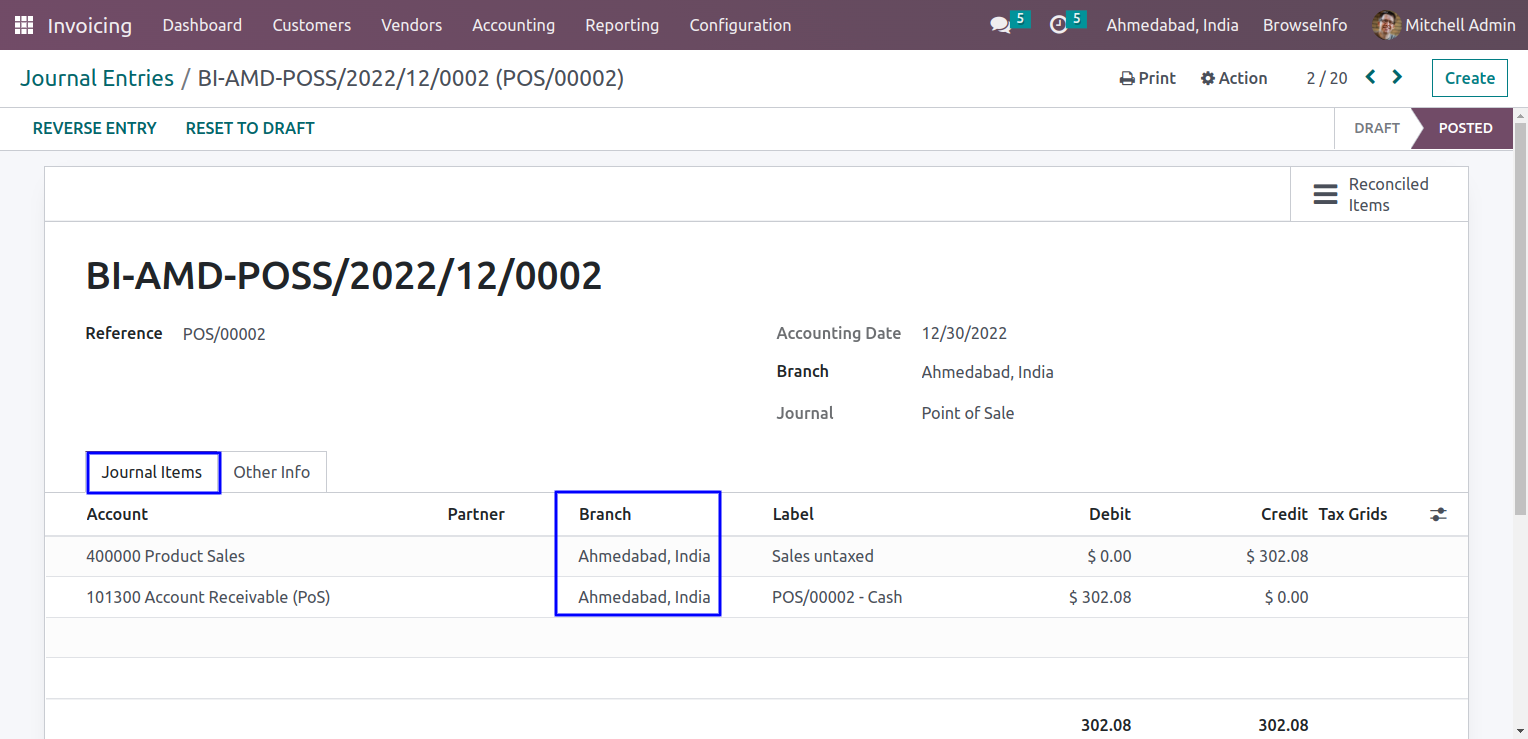 Invoicing Dashboard Customers Vendors Accounting Reporting Configuration 5 5 Ahmedabad, India BrowseInfo Mitchell Admin
Journal Entries / BI-AMD-POSS/2022/12/0002 (POS/00002) Print Action 2 / 20 Create
REVERSE ENTRY RESET TO DRAFT DRAFT POSTED
Reconciled
Items
BI-AMD-POSS/2022/12/0002
Reference POS/00002 Accounting Date 12/30/2022
Branch Ahmedabad, India
Journal Point of Sale
Journal Items Other Info
Account Partner Branch Label Debit Credit Tax Grids
400000 Product Sales Ahmedabad, India Sales untaxed $ 0.00 $ 302.08
101300 Account Receivable (PoS) Ahmedabad, India POS/00002 - Cash $ 302.08 $ 0.00
302.08 302.08